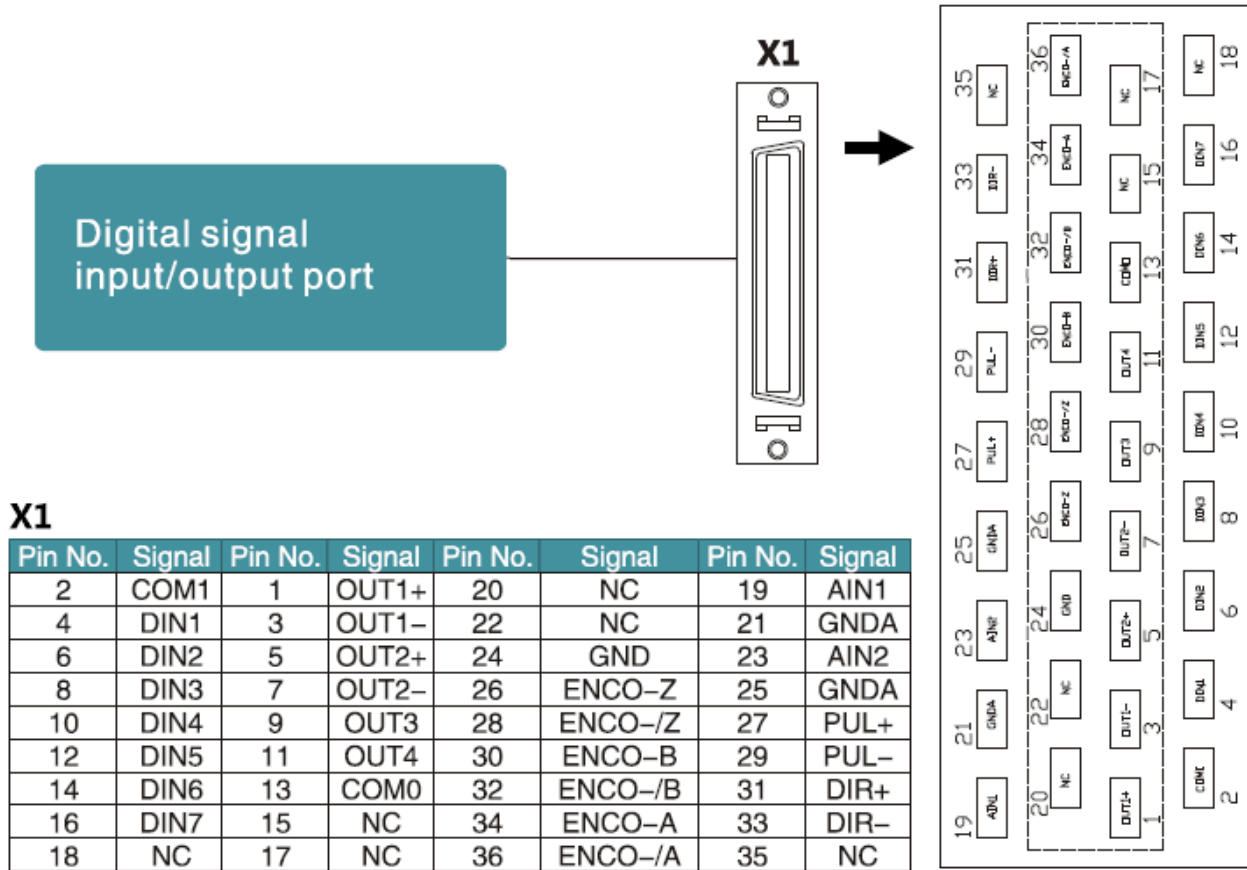 X1
Digital signal
input/output port
X1
Pin No. Signal Pin No. Signal Pin No. Signal Pin No. Signal
2 COM1 1 OUT1+ 20 NC 19 AIN1
4 DIN1 3 OUT1– 22 NC 21 GNDA
6 DIN2 5 OUT2+ 24 GND 23 AIN2
8 DIN3 7 OUT2– 26 ENCO–Z 25 GNDA
10 DIN4 9 OUT3 28 ENCO–/Z 27 PUL+
12 DIN5 11 OUT4 30 ENCO–B 29 PUL–
14 DIN6 13 COM0 32 ENCO–/B 31 DIR+
16 DIN7 15 NC 34 ENCO–A 33 DIR–
18 NC 17 NC 36 ENCO–/A 35 NC
35 NC
33 DIR-
31 DIR+
29 PUL-
27 PUL+
25 GNDA
23 AIN2
21 GNDA
19 AIN1
36 ENCO-/A
34 ENCO-A
32 ENCO-/B
30 ENCO-B
28 ENCO-/Z
26 ENCO-Z
24 GND
22 NC
20 NC
NC 17
NC 15
COMO 13
OUT4 11
OUT3 9
OUT2- 7
OUT2+ 5
OUT1- 3
OUT1+ 1
NC 18
DIN7 16
DIN6 14
DIN5 12
DIN4 10
DIN3 8
DIN2 6
DIN1 4
COMI 2